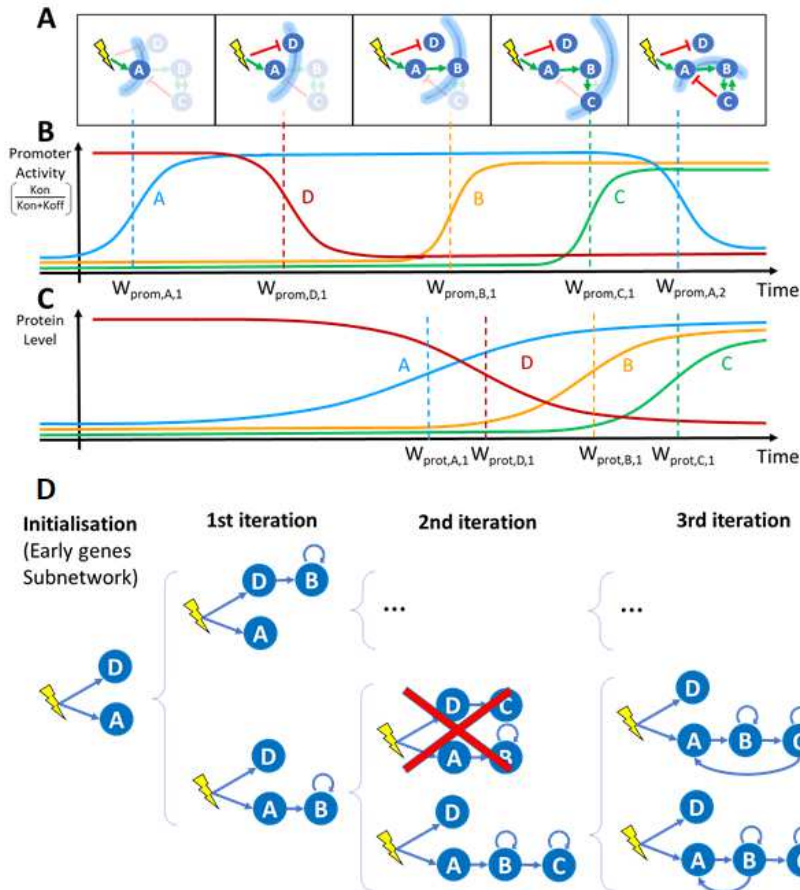 A
D
A
B
C
D
A
B
C
D
A
B
C
D
A
B
C
D
A
B
C
B
Promoter
Activity
Kon
Kon+Koff
A
D
B
C
Wprom,A,1
Wprom,D,1
Wprom,B,1
Wprom,C,1
Wprom,A,2
Time
C
Protein
Level
A
D
B
C
Wprot,A,1
Wprot,D,1
Wprot,B,1
Wprot,C,1
Time
D
Initialisation
(Early genes
Subnetwork)
1st iteration
2nd iteration
3rd iteration
D
A
D
B
A
D
A
B
...
D
C
A
B
D
A
B
C
...
D
A
B
C
D
A
B
C